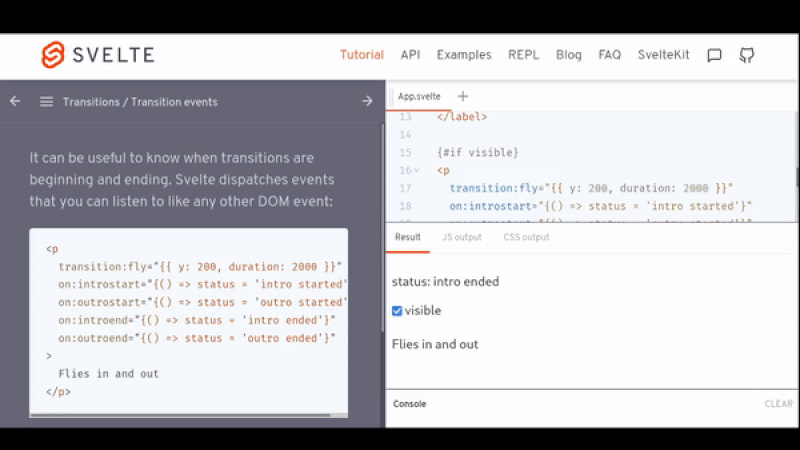 SVELTE
Tutorial API Examples REPL Blog FAQ SvelteKit
Transitions / Transition events
It can be useful to know when transitions are
beginning and ending. Svelte dispatches events
that you can listen to like any other DOM event:
<p
transition:fly="{{ y: 200, duration: 2000 }}"
on:introstart="{() => status = 'intro started'
on:outrostart="{() => status = 'outro started'
on:introend="{() => status = 'intro ended'}"
on:outroend="{() => status = 'outro ended'}"
>
Flies in and out
</p>
App.svelte +
13 </label>
14
15 {#if visible}
16 <p
17 transition:fly="{{ y: 200, duration: 2000 }}"
18 on:introstart="{() => status = 'intro started'}"
Result JS output CSS output
status: intro ended
visible
Flies in and out
Console CLEAR